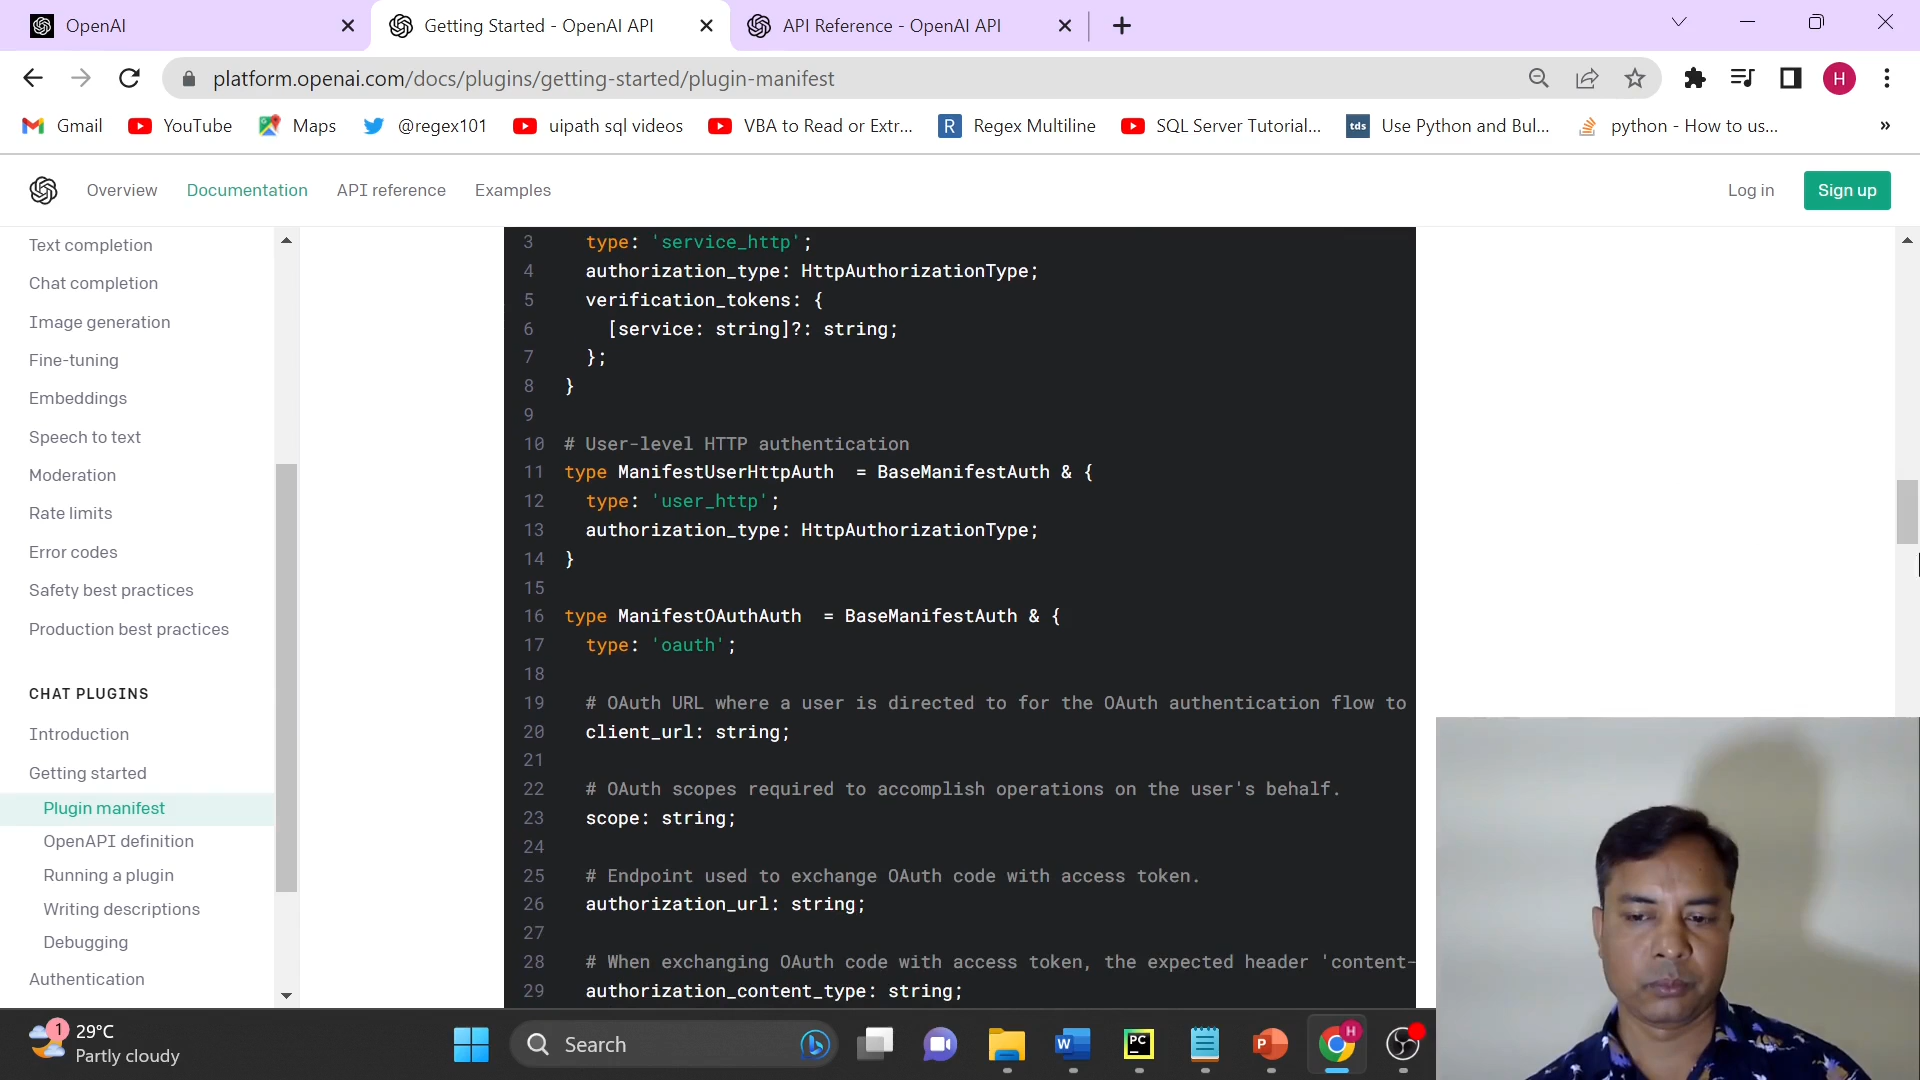 OpenAI
Getting Started - OpenAI API
API Reference - OpenAI API
platform.openai.com/docs/plugins/getting-started/plugin-manifest
H
Gmail
YouTube
Maps
@regex101
uipath sql videos
VBA to Read or Extr...
R Regex Multiline
SQL Server Tutorial...
tds Use Python and Bul...
python - How to us...
»
Overview
Documentation
API reference
Examples
Log in
Sign up
Text completion
Chat completion
Image generation
Fine-tuning
Embeddings
Speech to text
Moderation
Rate limits
Error codes
Safety best practices
Production best practices
CHAT PLUGINS
Introduction
Getting started
Plugin manifest
OpenAPI definition
Running a plugin
Writing descriptions
Debugging
Authentication
3 type: 'service_http';
4 authorization_type: HttpAuthorizationType;
5 verification_tokens: {
6 [service: string]?: string;
7 };
8 }
9
10 # User-level HTTP authentication
11 type ManifestUserHttpAuth  = BaseManifestAuth & {
12 type: 'user_http';
13 authorization_type: HttpAuthorizationType;
14 }
15
16 type ManifestOAuthAuth  = BaseManifestAuth & {
17 type: 'oauth';
18
19 # OAuth URL where a user is directed to for the OAuth authentication flow to
20 client_url: string;
21
22 # OAuth scopes required to accomplish operations on the user's behalf.
23 scope: string;
24
25 # Endpoint used to exchange OAuth code with access token.
26 authorization_url: string;
27
28 # When exchanging OAuth code with access token, the expected header 'content-
29 authorization_content_type: string;
1
29°C
Partly cloudy
Search
W
PC
P
H